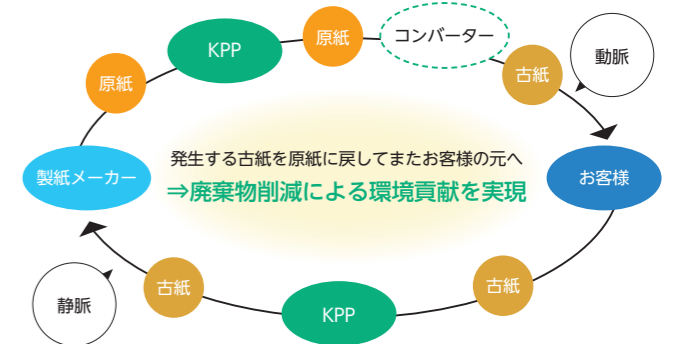 KPP
原紙
コンバーター
動脈
原紙
古紙
発生する古紙を原紙に戻してまたお客様の元へ
⇒廃棄物削減による環境貢献を実現
製紙メーカー
お客様
古紙
古紙
静脈
KPP